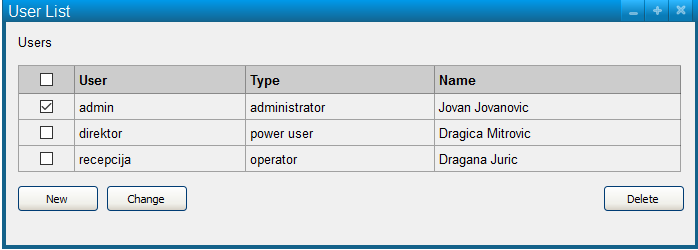 User List
Users
User Type Name
admin administrator Jovan Jovanovic
direktor power user Dragica Mitrovic
recepcija operator Dragana Juric
New Change Delete